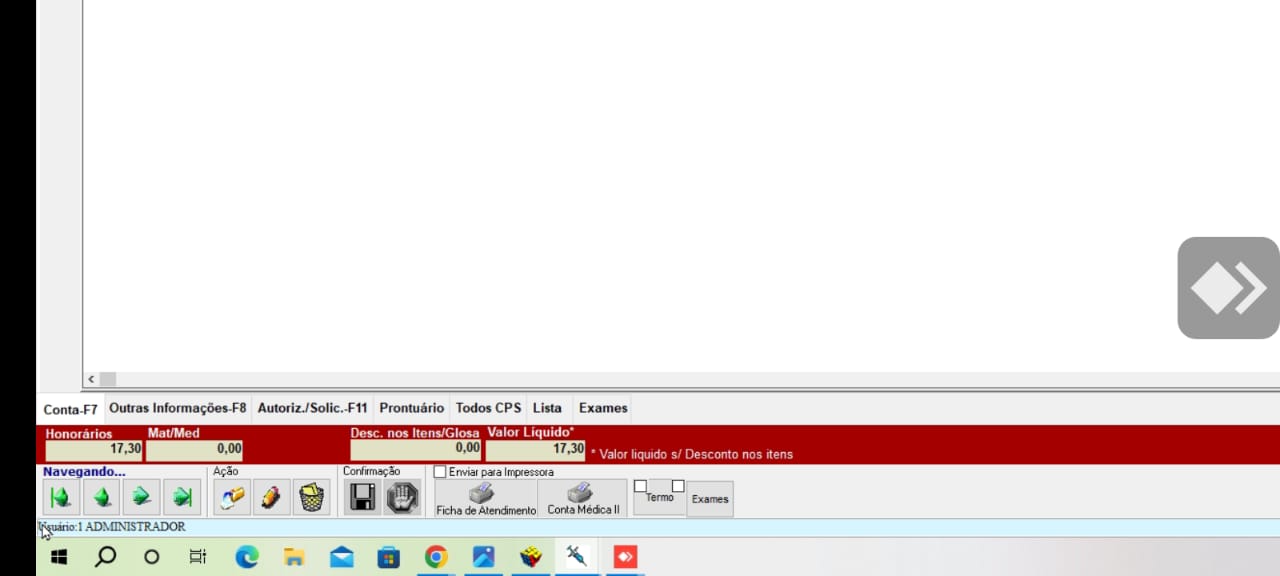 <
Conta-F7 Outras Informações-F8 Autoriz./Solic.-F11 Prontuário Todos CPS Lista Exames
Honorários Mat/Med Desc. nos Itens/Glosa Valor Líquido*
17,30 0,00 0,00 17,30 * Valor liquido s/ Desconto nos itens
Navegando... Ação Confirmação Enviar para Impressora
Ficha de Atendimento Conta Médica II Termo Exames
Usuário:1 ADMINISTRADOR